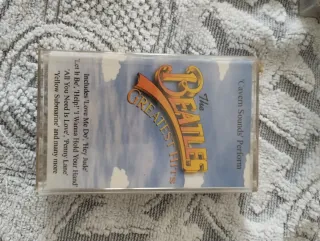 'Cavern Sounds' Perform
The
BEATLES
GREATEST HITS
Includes 'Love Me Do', 'Hey Jude'
'Let It Be', 'Help!' 'I Wanna Hold Your Hand'
'All You Need Is Love', 'Penny Lane'
'Yellow Submarine' and many more